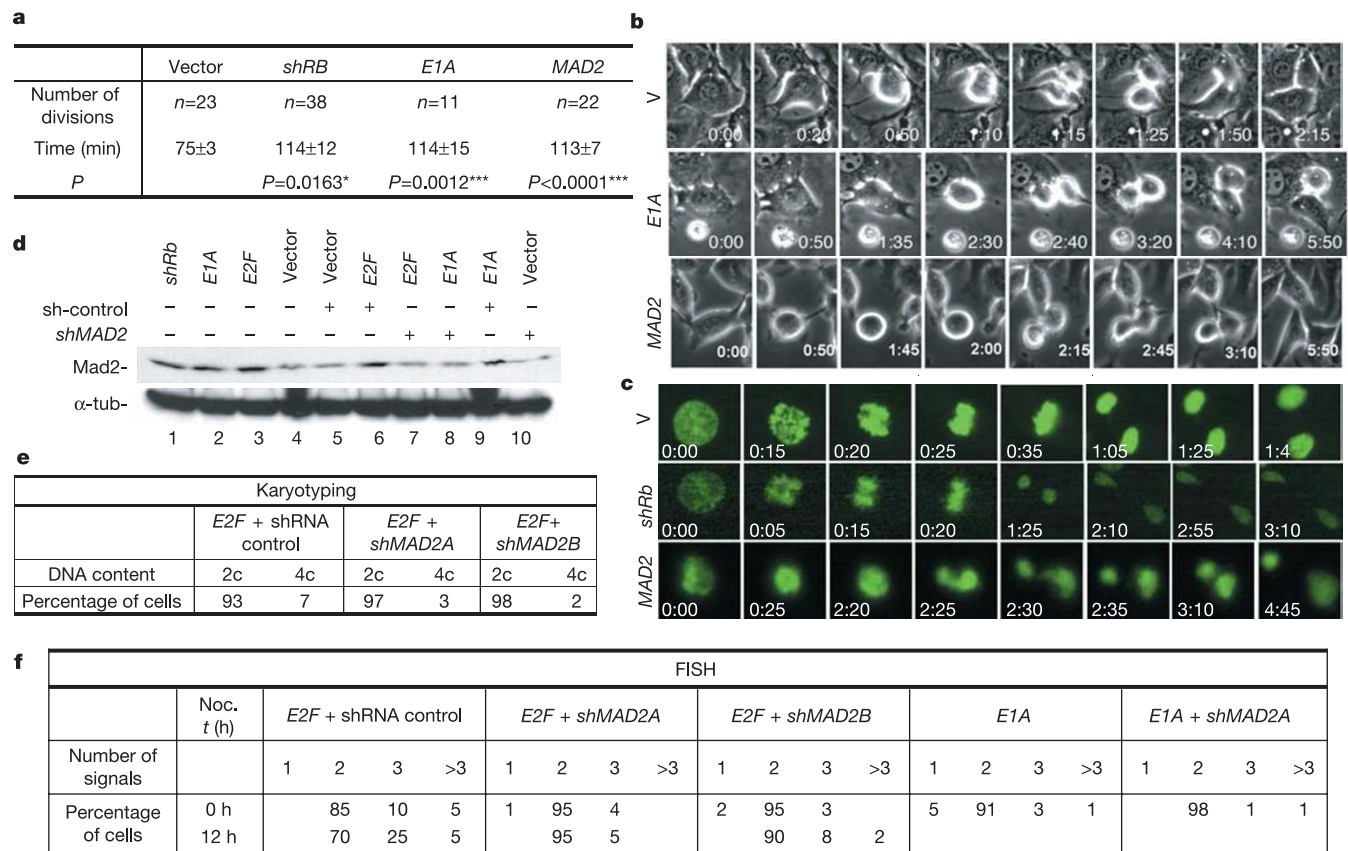 a
Vector shRB E1A MAD2
Number of divisions n=23 n=38 n=11 n=22
Time (min) 75±3 114±12 114±15 113±7
P P=0.0163* P=0.0012*** P<0.0001***
b
V
0:00 0:20 0:50 1:10 1:15 1:25 1:50 2:15
E1A
0:00 0:50 1:35 2:30 2:40 3:20 4:10 5:50
MAD2
0:00 0:50 1:45 2:00 2:15 2:45 3:10 5:50
c
V
0:00 0:15 0:20 0:25 0:35 1:05 1:25 1:4
shRb
0:00 0:05 0:15 0:20 1:25 2:10 2:55 3:10
MAD2
0:00 0:25 2:20 2:25 2:30 2:35 3:10 4:45
d
shRb E1A E2F Vector Vector E2F E2F E1A E1A Vector
sh-control – – – – + + – – + –
shMAD2 – – – – – – + + – +
Mad2-
α-tub-
1 2 3 4 5 6 7 8 9 10
e
Karyotyping
E2F + shRNA control E2F + shMAD2A E2F+ shMAD2B
DNA content 2c 4c 2c 4c 2c 4c
Percentage of cells 93 7 97 3 98 2
f
FISH
Noc. t (h) E2F + shRNA control E2F + shMAD2A E2F + shMAD2B E1A E1A + shMAD2A
Number of signals 1 2 3 >3 1 2 3 >3 1 2 3 >3 1 2 3 >3 1 2 3 >3
Percentage of cells 0 h 85 10 5 1 95 4 2 95 3 5 91 3 1 98 1 1
12 h 70 25 5 95 5 90 8 2